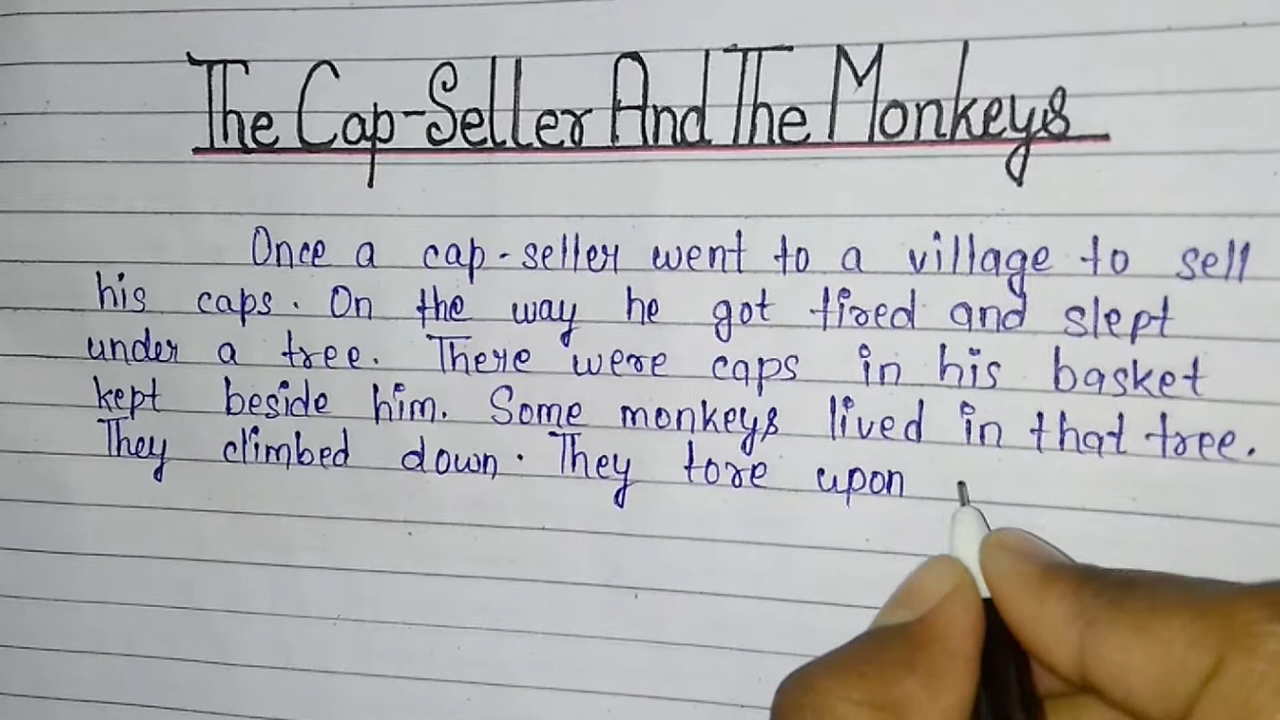 The Cap-Seller And The Monkeys
Once a cap-seller went to a village to sell
his caps. On the way he got tired and slept
under a tree. There were caps in his basket
kept beside him. Some monkeys lived in that tree.
They climbed down. They tore upon